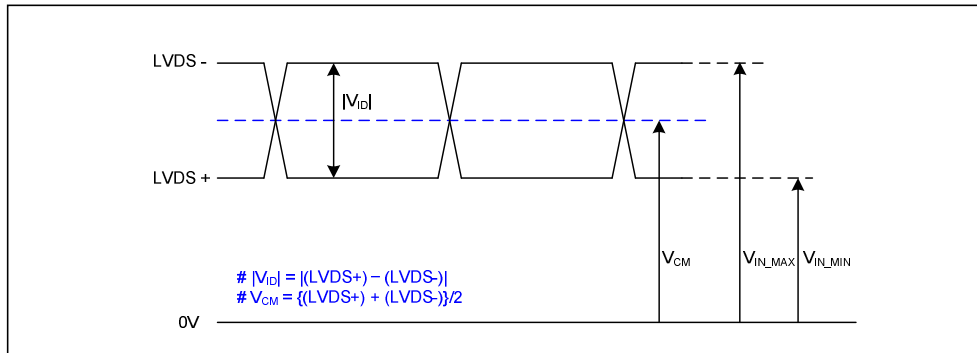 LVDS -
|VID|
LVDS +
VCM
VIN_MAX
VIN_MIN
# |VID| = |(LVDS+) – (LVDS-)|
# VCM = {(LVDS+) + (LVDS-)}/2
0V